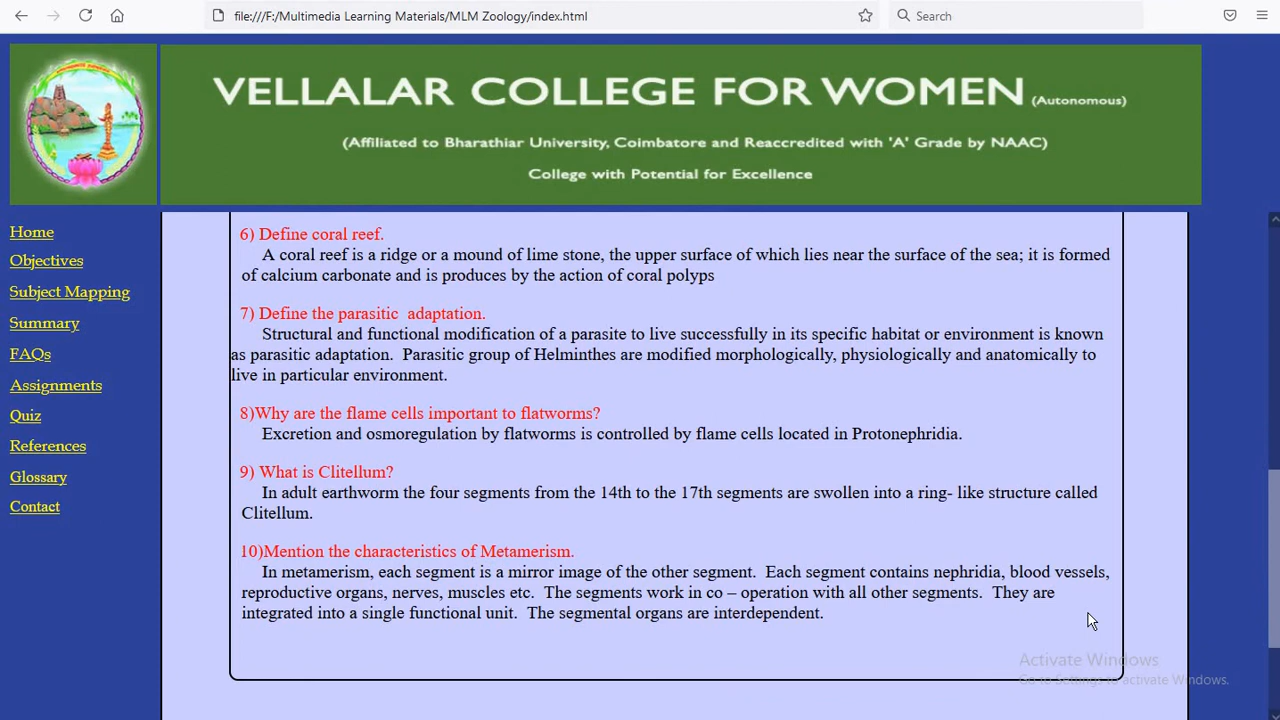 file:///F:/Multimedia Learning Materials/MLM Zoology/index.html
Search
VELLALAR COLLEGE FOR WOMEN (Autonomous)
(Affiliated to Bharathiar University, Coimbatore and Reaccredited with 'A' Grade by NAAC)
College with Potential for Excellence
Home
Objectives
Subject Mapping
Summary
FAQs
Assignments
Quiz
References
Glossary
Contact
6) Define coral reef.
A coral reef is a ridge or a mound of lime stone, the upper surface of which lies near the surface of the sea; it is formed
of calcium carbonate and is produces by the action of coral polyps
7) Define the parasitic  adaptation.
Structural and functional modification of a parasite to live successfully in its specific habitat or environment is known
as parasitic adaptation.  Parasitic group of Helminthes are modified morphologically, physiologically and anatomically to
live in particular environment.
8)Why are the flame cells important to flatworms?
Excretion and osmoregulation by flatworms is controlled by flame cells located in Protonephridia.
9) What is Clitellum?
In adult earthworm the four segments from the 14th to the 17th segments are swollen into a ring- like structure called
Clitellum.
10)Mention the characteristics of Metamerism.
In metamerism, each segment is a mirror image of the other segment.  Each segment contains nephridia, blood vessels,
reproductive organs, nerves, muscles etc.  The segments work in co – operation with all other segments.  They are
integrated into a single functional unit.  The segmental organs are interdependent.
Activate Windows
Go to Settings to activate Windows.